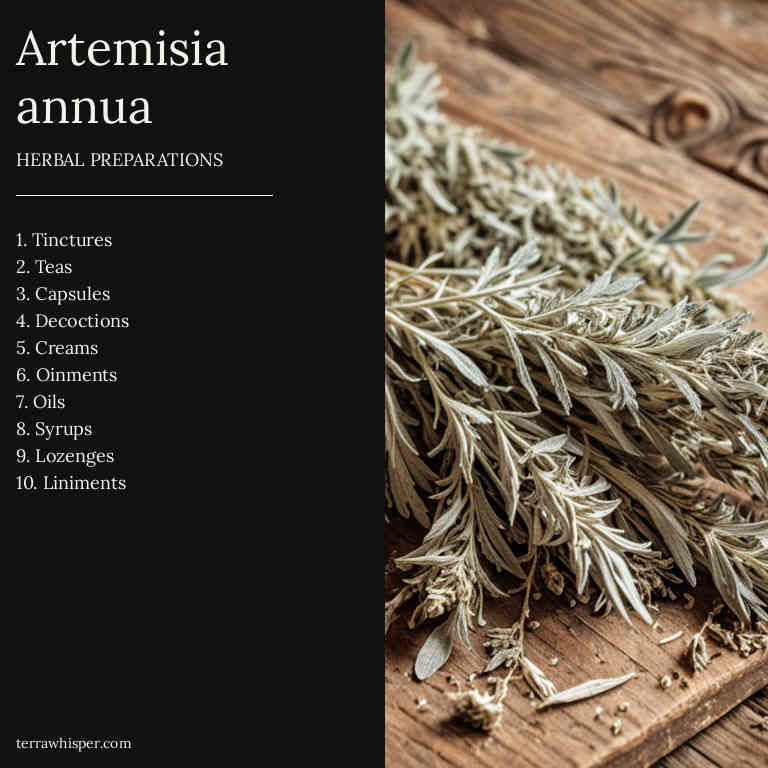 Artemisia
annua
HERBAL PREPARATIONS
1. Tinctures
2. Teas
3. Capsules
4. Decoctions
5. Creams
6. Oinments
7. Oils
8. Syrups
9. Lozenges
10. Liniments
terrawhisper.com